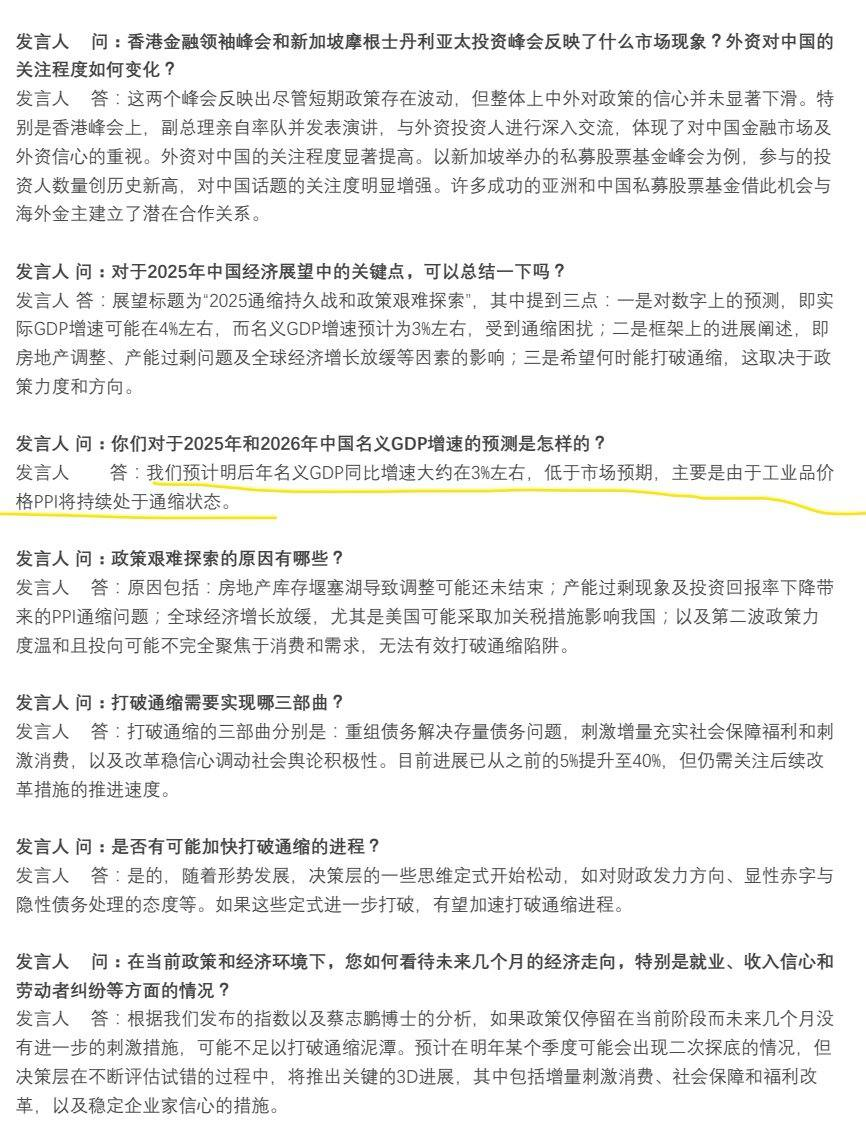 发言人 问：香港金融领袖峰会和新加坡摩根士丹利亚太投资峰会反映了什么市场现象？外资对中国的
关注程度如何变化？
发言人 答：这两个峰会反映出尽管短期政策存在波动，但整体上中外对政策的信心并未显著下滑。特
别是香港峰会上，副总理亲自率队并发表演讲，与外资投资人进行深入交流，体现了对中国金融市场及
外资信心的重视。外资对中国的关注程度显著提高。以新加坡举办的私募股票基金峰会为例，参与的投
资人数量创历史新高，对中国话题的关注度明显增强。许多成功的亚洲和中国私募股票基金借此机会与
海外金主建立了潜在合作关系。
发言人 问：对于2025年中国经济展望中的关键点，可以总结一下吗？
发言人 答：展望标题为“2025通缩持久战和政策艰难探索”，其中提到三点：一是对数字上的预测，即实
际GDP增速可能在4%左右，而名义GDP增速预计为3%左右，受到通缩困扰；二是框架上的进展阐述，即
房地产调整、产能过剩问题及全球经济增长放缓等因素的影响；三是希望何时能打破通缩，这取决于政
策力度和方向。
发言人 问：你们对于2025年和2026年中国名义GDP增速的预测是怎样的？
发言人 答：我们预计明后年名义GDP同比增速大约在3%左右，低于市场预期，主要是由于工业品价
格PPI将持续处于通缩状态。
发言人 问：政策艰难探索的原因有哪些？
发言人 答：原因包括：房地产库存堰塞湖导致调整可能还未结束；产能过剩现象及投资回报率下降带
来的PPI通缩问题；全球经济增长放缓，尤其是美国可能采取加关税措施影响我国；以及第二波政策力
度温和且投向可能不完全聚焦于消费和需求，无法有效打破通缩陷阱。
发言人 问：打破通缩需要实现哪三部曲？
发言人 答：打破通缩的三部曲分别是：重组债务解决存量债务问题，刺激增量充实社会保障福利和刺
激消费，以及改革稳信心调动社会舆论积极性。目前进展已从之前的5%提升至40%，但仍需关注后续改
革措施的推进速度。
发言人 问：是否有可能加快打破通缩的进程？
发言人 答：是的，随着形势发展，决策层的一些思维定式开始松动，如对财政发力方向、显性赤字与
隐性债务处理的态度等。如果这些定式进一步打破，有望加速打破通缩进程。
发言人 问：在当前政策和经济环境下，您如何看待未来几个月的经济走向，特别是就业、收入信心和
劳动者纠纷等方面的情况？
发言人 答：根据我们发布的指数以及蔡志鹏博士的分析，如果政策仅停留在当前阶段而未来几个月没
有进一步的刺激措施，可能不足以打破通缩泥潭。预计在明年某个季度可能会出现二次探底的情况，但
决策层在不断评估试错的过程中，将推出关键的3D进展，其中包括增量刺激消费、社会保障和福利改
革，以及稳定企业家信心的措施。